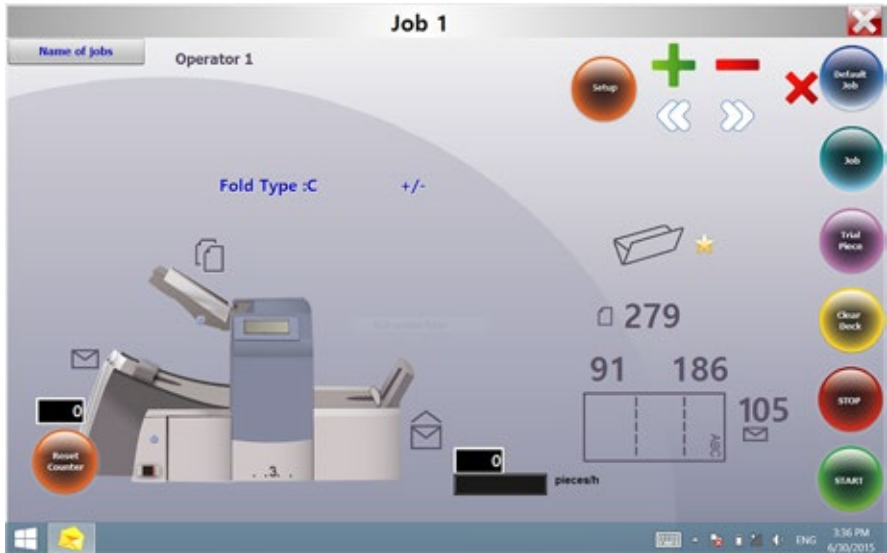 Job 1
Name of jobs
Operator 1
Setup
Default
Job
Job
Fold Type :C +/-
Trial
Piece
279
Clear
Deck
91 186
STOP
105
ABC
0
Reset
Counter
. .3. .
0
pieces/h
START
ENG
3:36 PM
6/30/2015